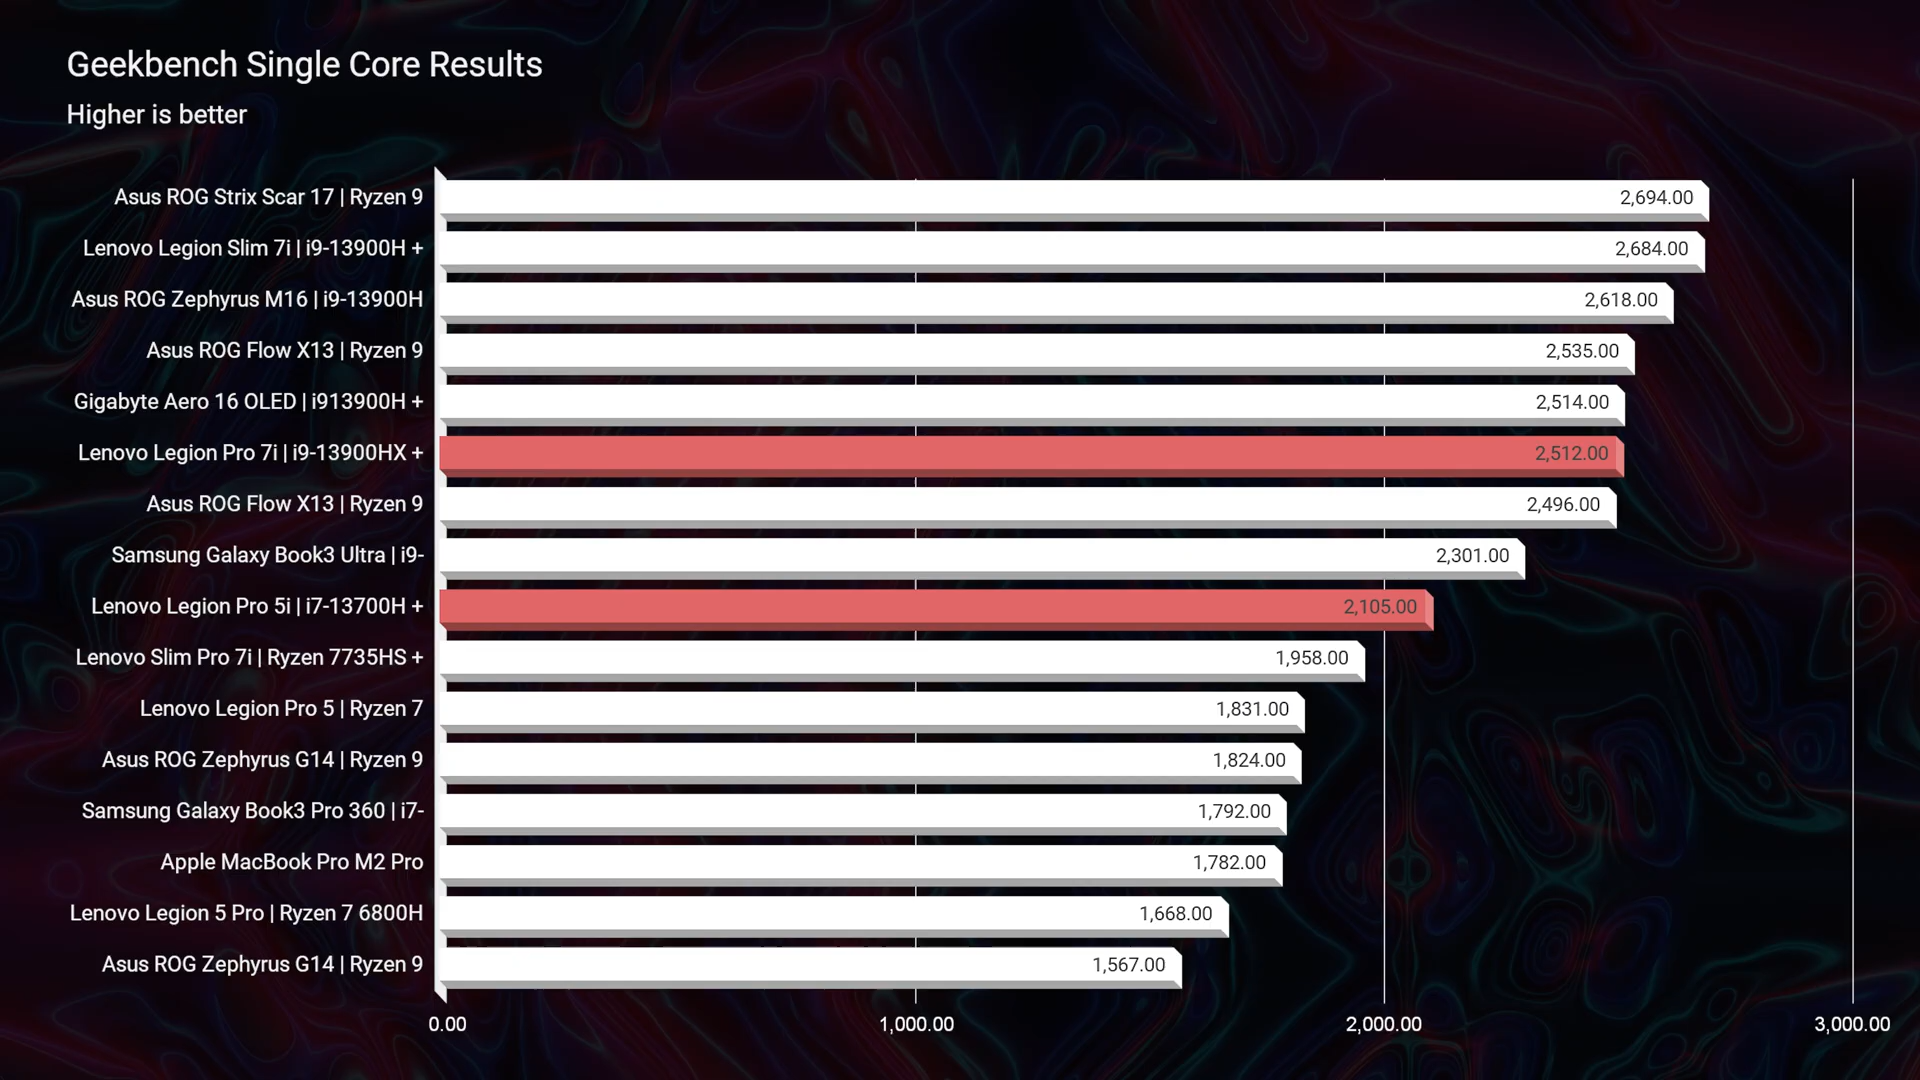 Geekbench Single Core Results
Higher is better
Asus ROG Strix Scar 17 | Ryzen 9 2,694.00
Lenovo Legion Slim 7i | i9-13900H + 2,684.00
Asus ROG Zephyrus M16 | i9-13900H 2,618.00
Asus ROG Flow X13 | Ryzen 9 2,535.00
Gigabyte Aero 16 OLED | i913900H + 2,514.00
Lenovo Legion Pro 7i | i9-13900HX + 2,512.00
Asus ROG Flow X13 | Ryzen 9 2,496.00
Samsung Galaxy Book3 Ultra | i9- 2,301.00
Lenovo Legion Pro 5i | i7-13700H + 2,105.00
Lenovo Slim Pro 7i | Ryzen 7735HS + 1,958.00
Lenovo Legion Pro 5 | Ryzen 7 1,831.00
Asus ROG Zephyrus G14 | Ryzen 9 1,824.00
Samsung Galaxy Book3 Pro 360 | i7- 1,792.00
Apple MacBook Pro M2 Pro 1,782.00
Lenovo Legion 5 Pro | Ryzen 7 6800H 1,668.00
Asus ROG Zephyrus G14 | Ryzen 9 1,567.00
0.00 1,000.00 2,000.00 3,000.00